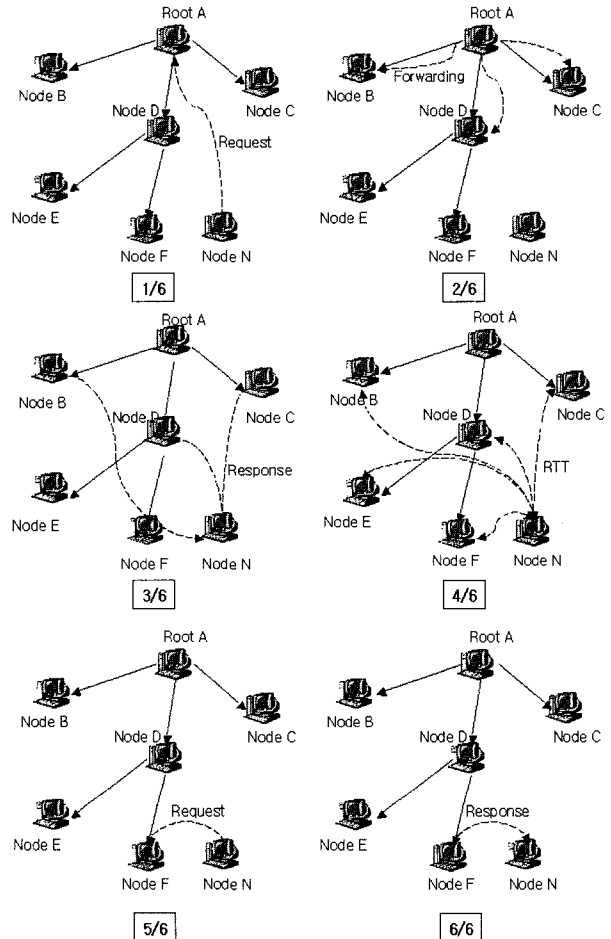 Root A
Node B
Node C
Node D
Request
Node E
Node F
Node N
1/6
Root A
Forwarding
Node B
Node C
Node D
Node E
Node F
Node N
2/6
Root A
Node B
Node C
Node D
Response
Node E
Node F
Node N
3/6
Root A
Node B
Node C
Node D
RTT
Node E
Node F
Node N
4/6
Root A
Node B
Node C
Node D
Request
Node E
Node F
Node N
5/6
Root A
Node B
Node C
Node D
Response
Node E
Node F
Node N
6/6